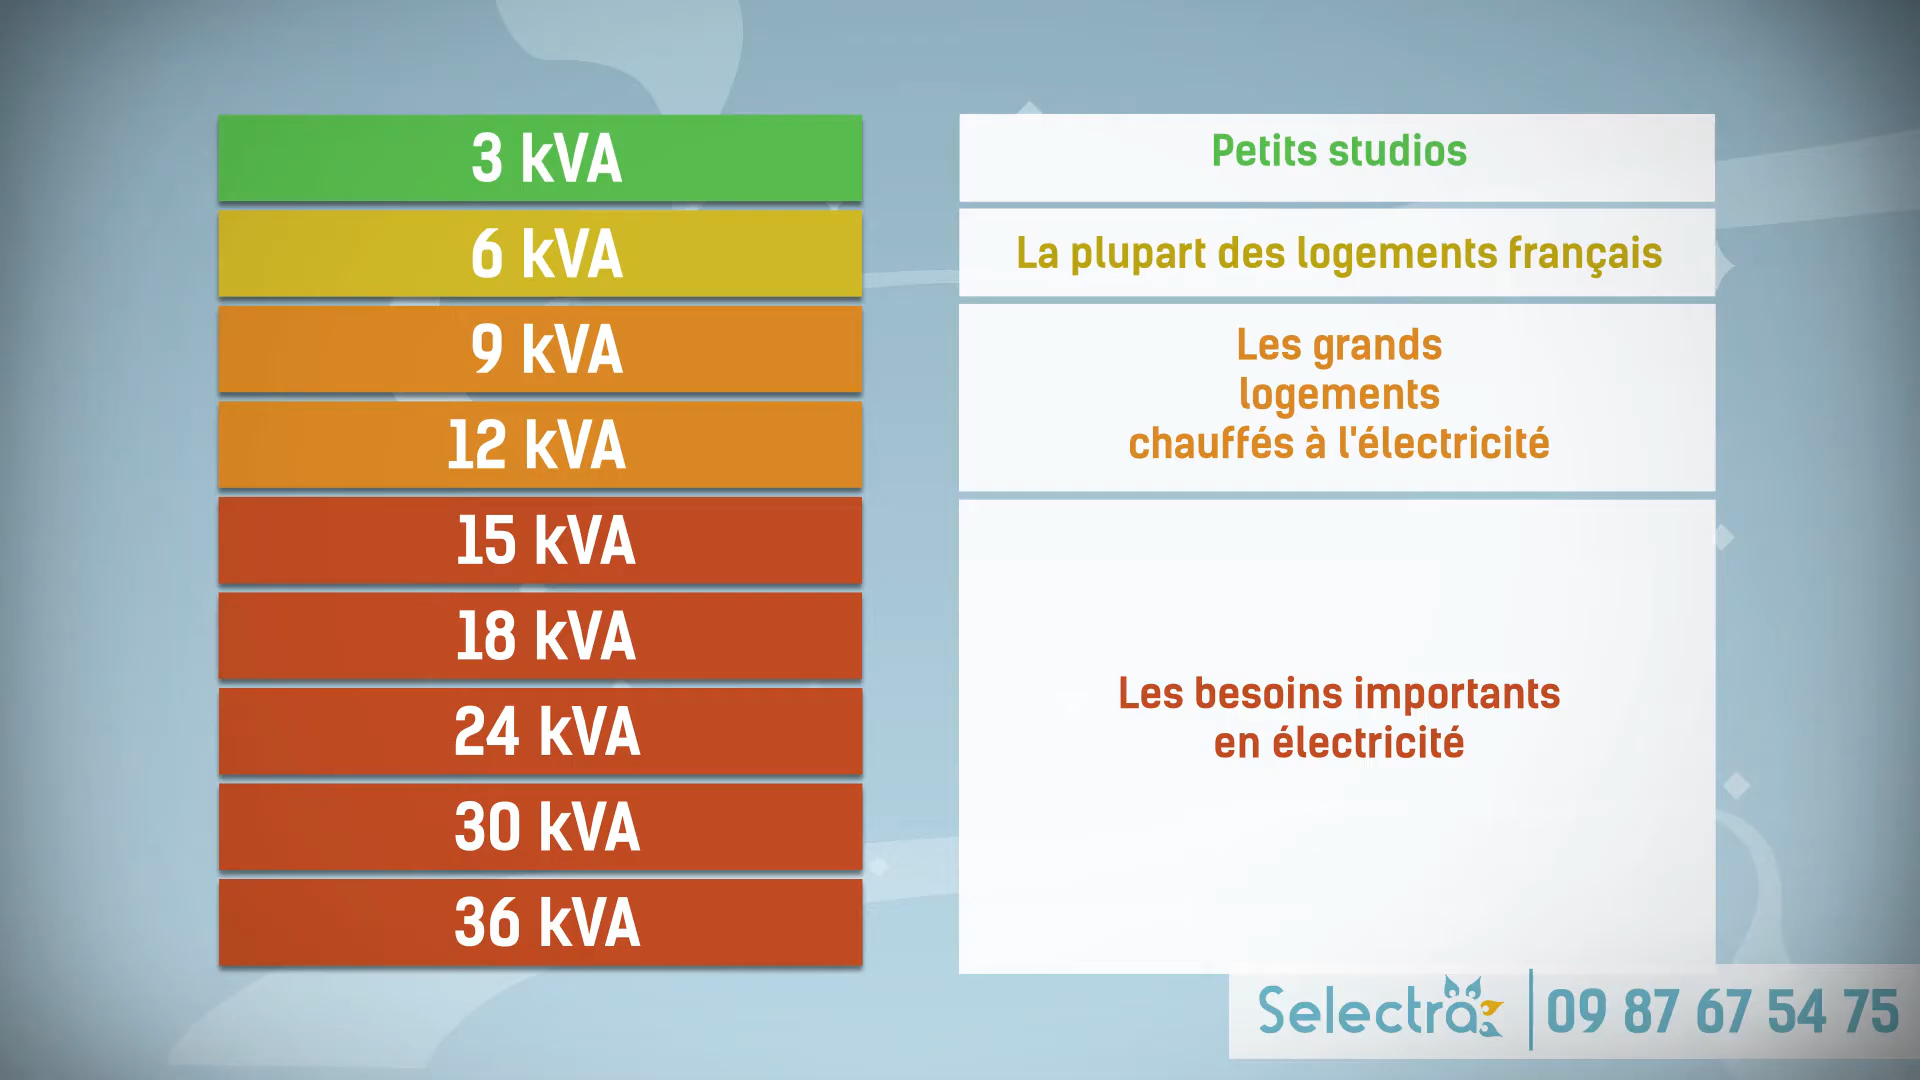 3 kVA
Petits studios
6 kVA
La plupart des logements français
9 kVA
12 kVA
Les grands
logements
chauffés à l'électricité
15 kVA
18 kVA
24 kVA
30 kVA
36 kVA
Les besoins importants
en électricité
Selectra
09 87 67 54 75